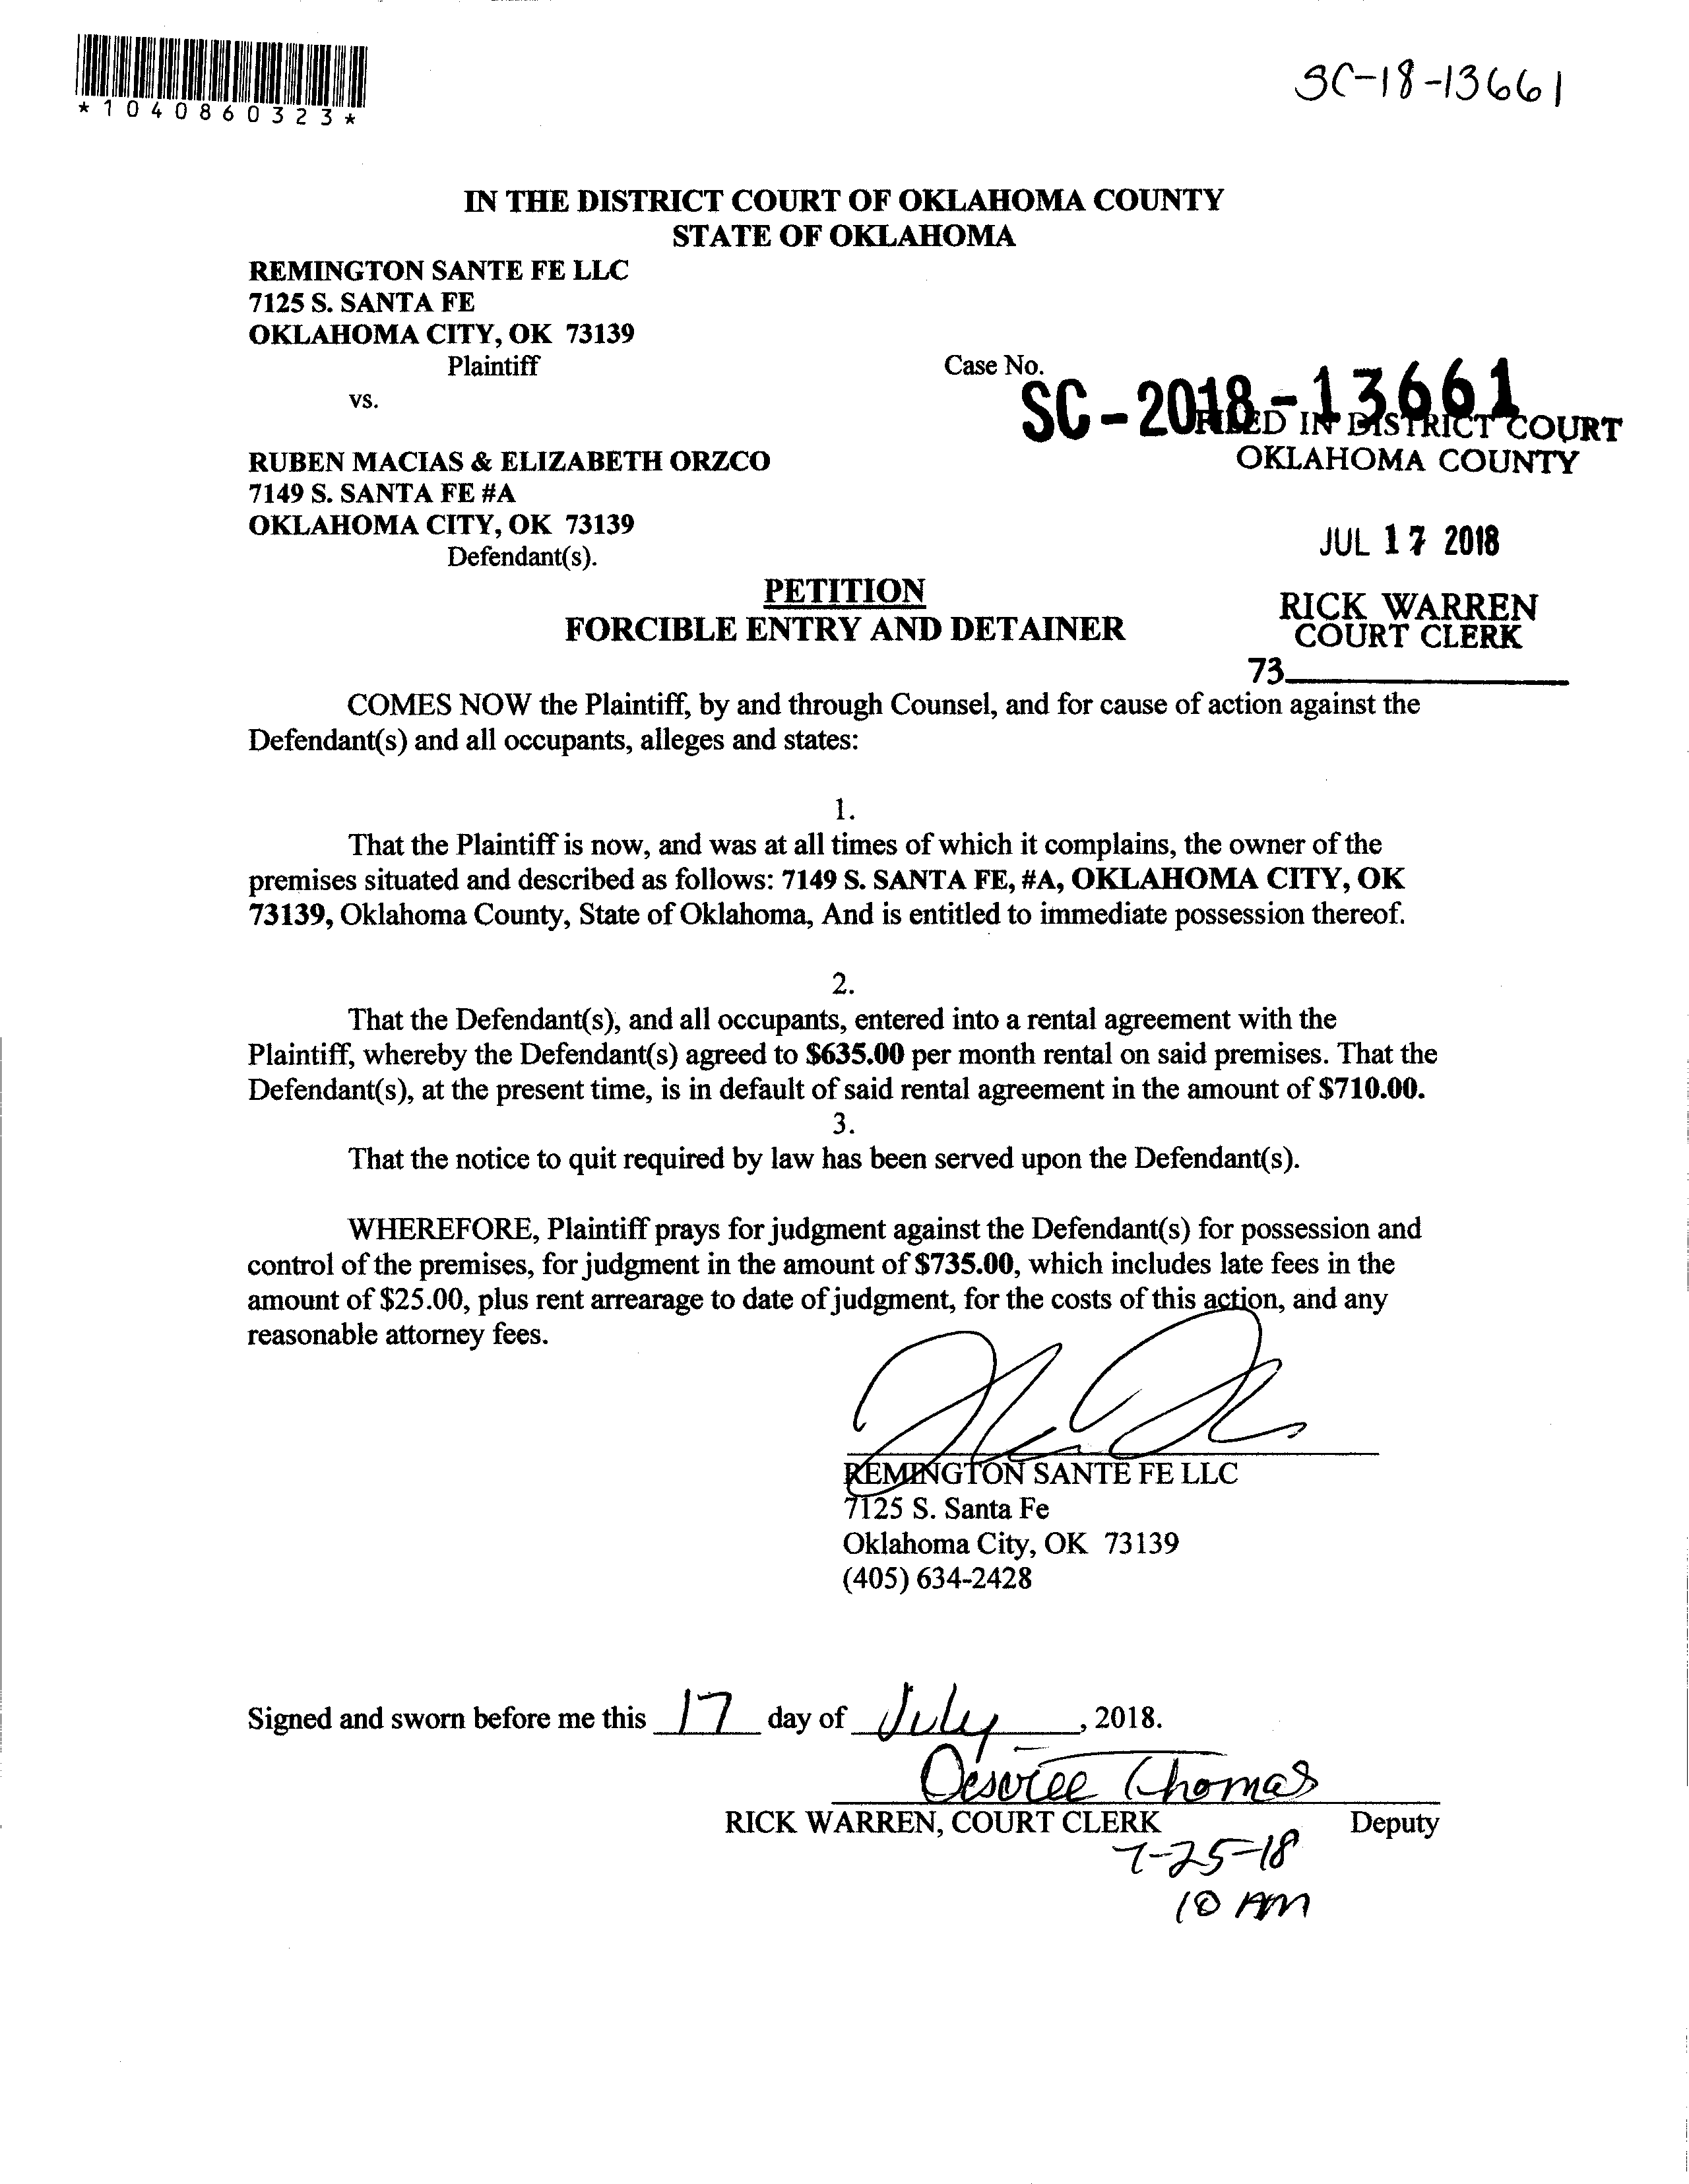 *1040860323*
SC-18-13661
IN THE DISTRICT COURT OF OKLAHOMA COUNTY
STATE OF OKLAHOMA
REMINGTON SANTE FE LLC
7125 S. SANTA FE
OKLAHOMA CITY, OK 73139
Plaintiff
Case No.
vs.
SC-2018-13661
FILED IN DISTRICT COURT
OKLAHOMA COUNTY
RUBEN MACIAS & ELIZABETH ORZCO
7149 S. SANTA FE #A
OKLAHOMA CITY, OK 73139
Defendant(s).
JUL 17 2018
PETITION
FORCIBLE ENTRY AND DETAINER
RICK WARREN
COURT CLERK
73
COMES NOW the Plaintiff, by and through Counsel, and for cause of action against the
Defendant(s) and all occupants, alleges and states:
1.
That the Plaintiff is now, and was at all times of which it complains, the owner of the
premises situated and described as follows: 7149 S. SANTA FE, #A, OKLAHOMA CITY, OK
73139, Oklahoma County, State of Oklahoma, And is entitled to immediate possession thereof.
2.
That the Defendant(s), and all occupants, entered into a rental agreement with the
Plaintiff, whereby the Defendant(s) agreed to $635.00 per month rental on said premises. That the
Defendant(s), at the present time, is in default of said rental agreement in the amount of $710.00.
3.
That the notice to quit required by law has been served upon the Defendant(s).
WHEREFORE, Plaintiff prays for judgment against the Defendant(s) for possession and
control of the premises, for judgment in the amount of $735.00, which includes late fees in the
amount of $25.00, plus rent arrearage to date of judgment, for the costs of this action, and any
reasonable attorney fees.
REMINGTON SANTE FE LLC
7125 S. Santa Fe
Oklahoma City, OK 73139
(405) 634-2428
Signed and sworn before me this 17 day of July, 2018.
Desiree Thomas
RICK WARREN, COURT CLERK Deputy
7-25-18
10 AM